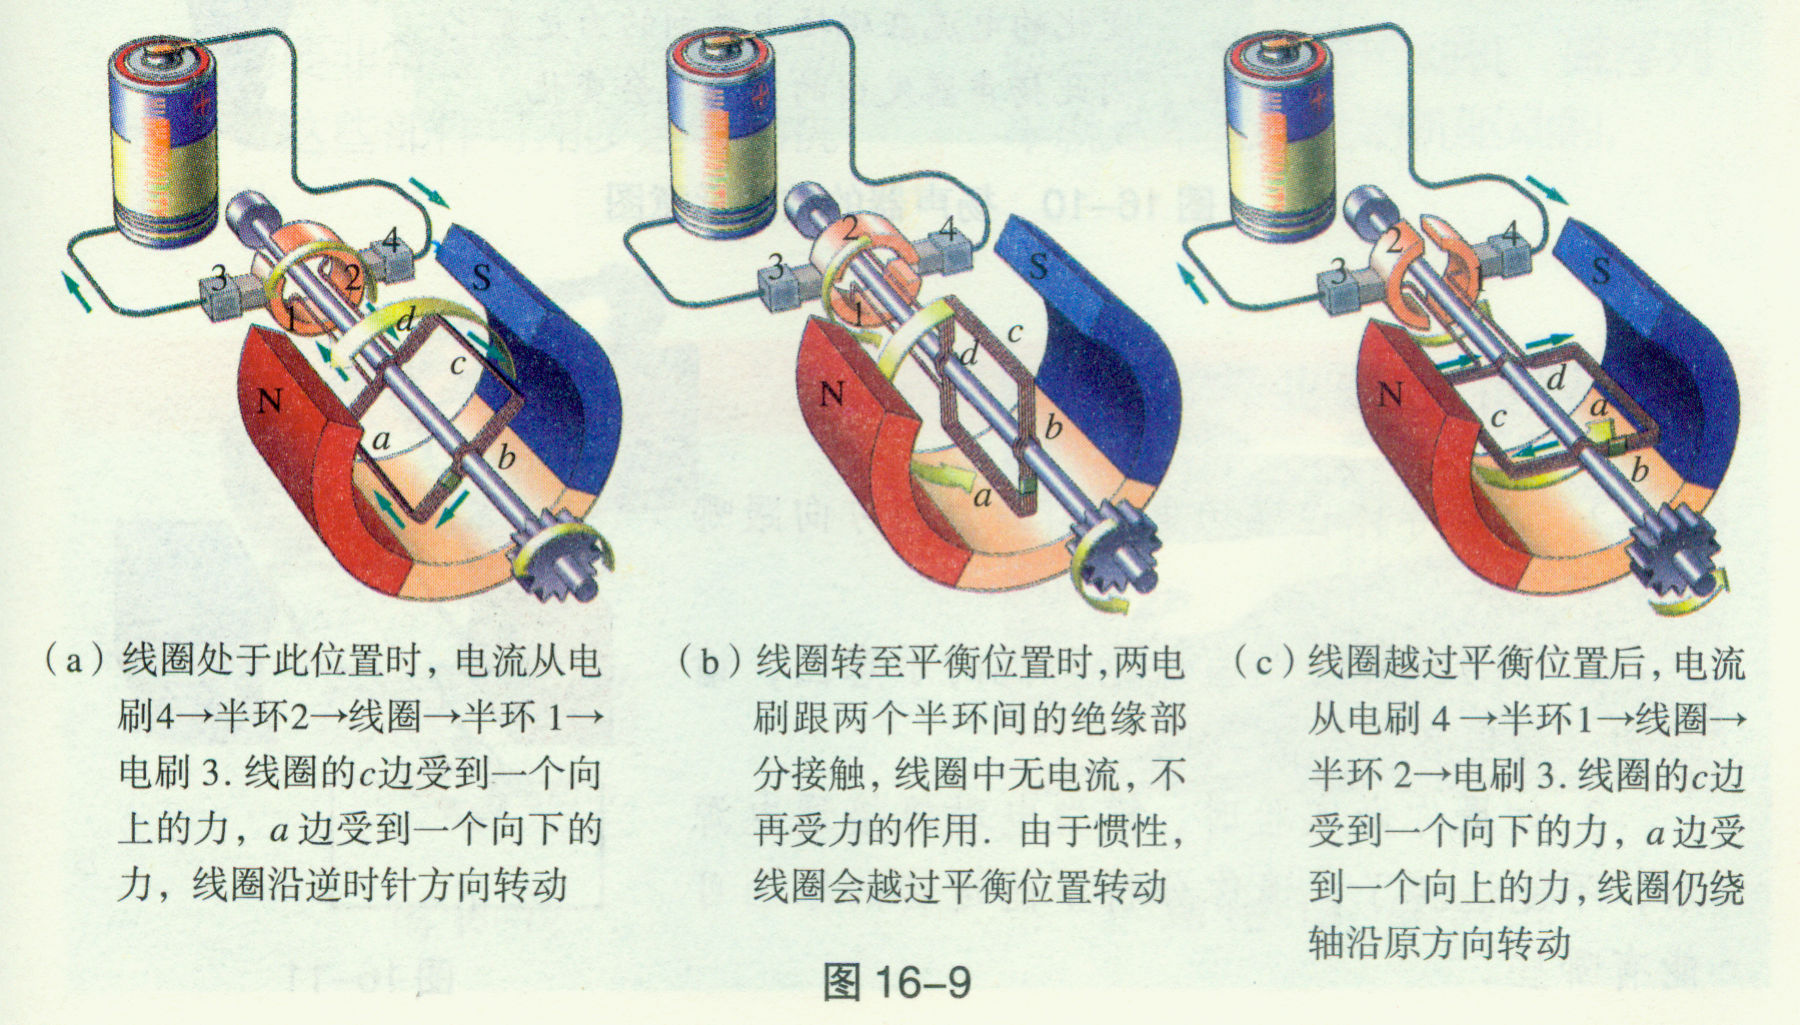 4
3
2
1
S
d
c
N
a
b
2
4
3
1
S
c
d
N
b
a
2
4
3
1
S
d
N
a
c
b
（a）线圈处于此位置时，电流从电
刷4→半环2→线圈→半环 1→
电刷 3. 线圈的c边受到一个向
上的力，a 边受到一个向下的
力，线圈沿逆时针方向转动
（b）线圈转至平衡位置时,两电
刷跟两个半环间的绝缘部
分接触，线圈中无电流，不
再受力的作用. 由于惯性，
线圈会越过平衡位置转动
（c）线圈越过平衡位置后，电流
从电刷 4→半环1→线圈→
半环 2→电刷 3. 线圈的c边
受到一个向下的力，a 边受
到一个向上的力,线圈仍绕
轴沿原方向转动
图 16–9